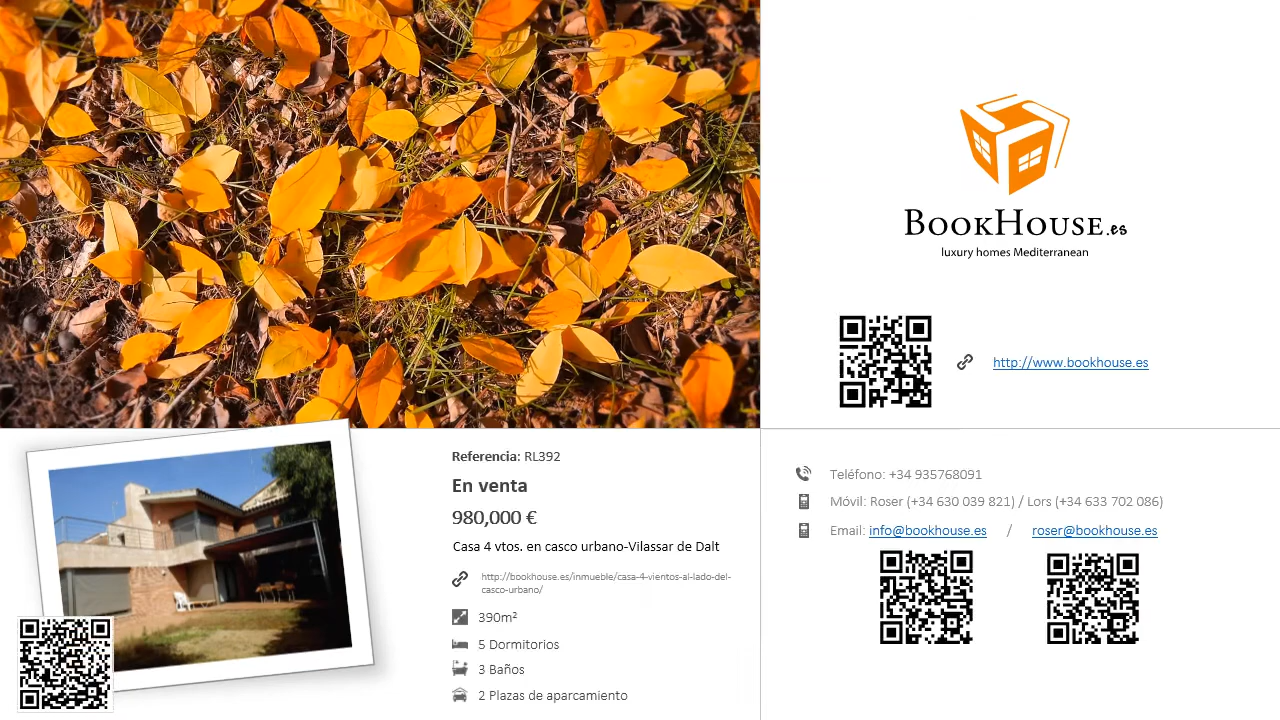 BOOKHOUSE.es
luxury homes Mediterranean
http://www.bookhouse.es
Referencia: RL392
En venta
980,000 €
Casa 4 vtos. en casco urbano-Vilassar de Dalt
http://bookhouse.es/inmueble/casa-4-vientos-al-lado-del-
casco-urbano/
390m²
5 Dormitorios
3 Baños
2 Plazas de aparcamiento
Teléfono: +34 935768091
Móvil: Roser (+34 630 039 821) / Lors (+34 633 702 086)
Email: info@bookhouse.es / roser@bookhouse.es